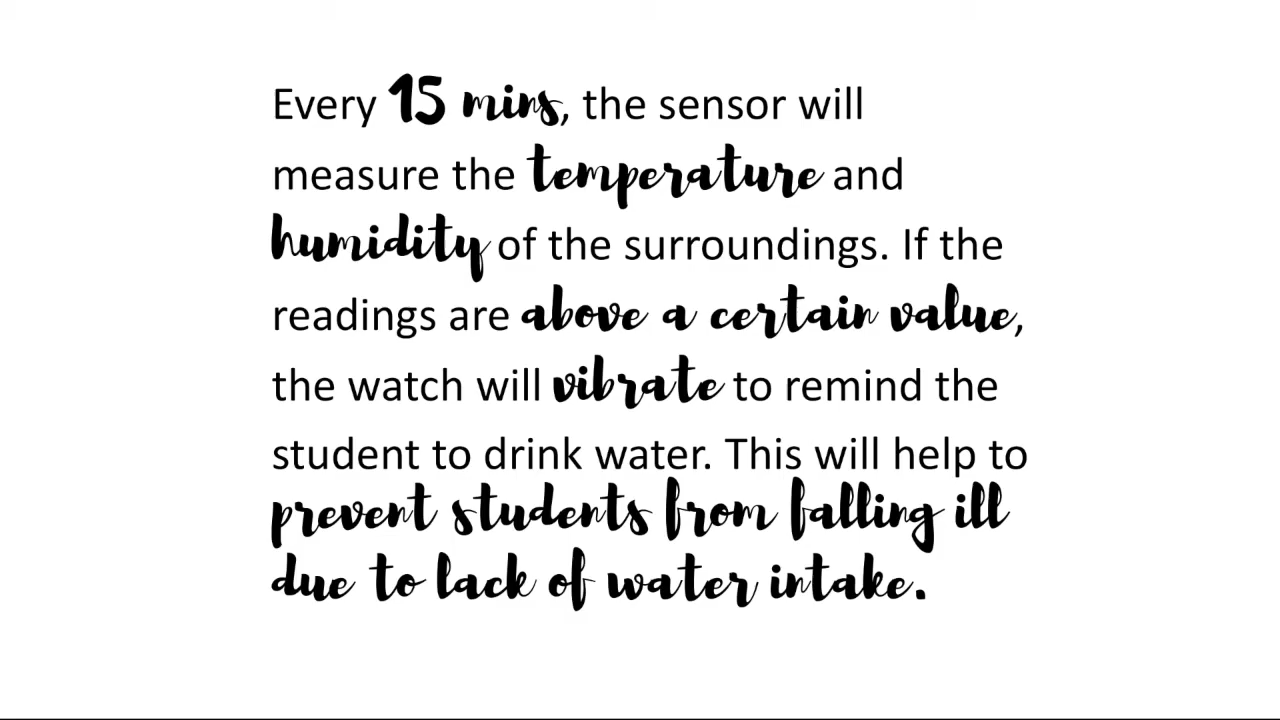 Every 15 mins, the sensor will
measure the temperature and
humidity of the surroundings. If the
readings are above a certain value,
the watch will vibrate to remind the
student to drink water. This will help to
prevent students from falling ill
due to lack of water intake.